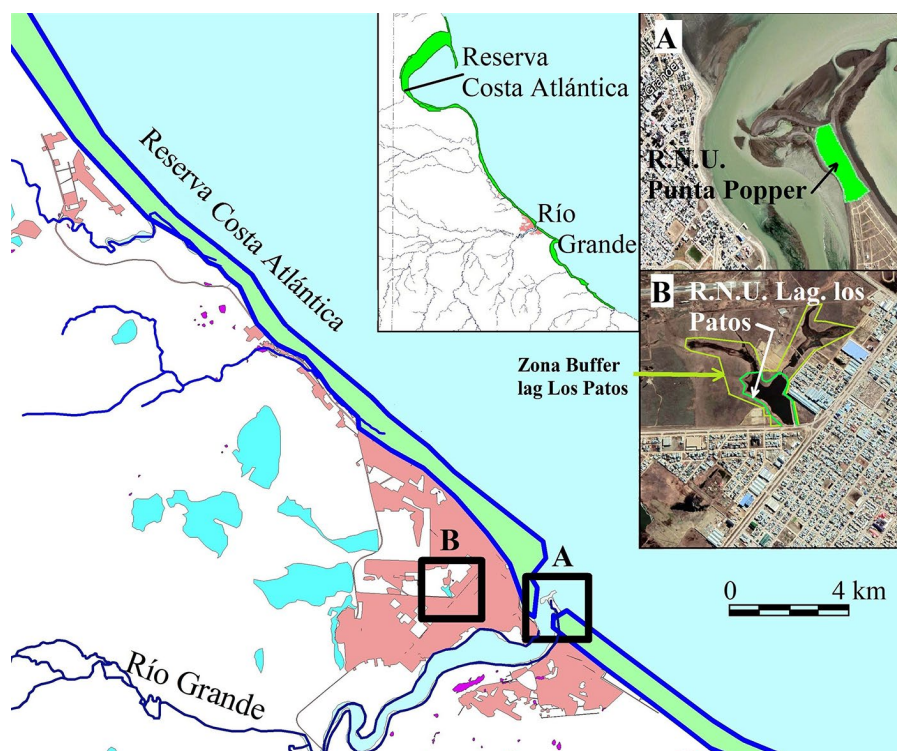 Reserva Costa Atlántica
Reserva
Costa Atlántica
Río
Grande
A
R.N.U.
Punta Popper
B
R.N.U. Lag. los
Patos
Zona Buffer
lag Los Patos
B
A
0 4 km
Río Grande